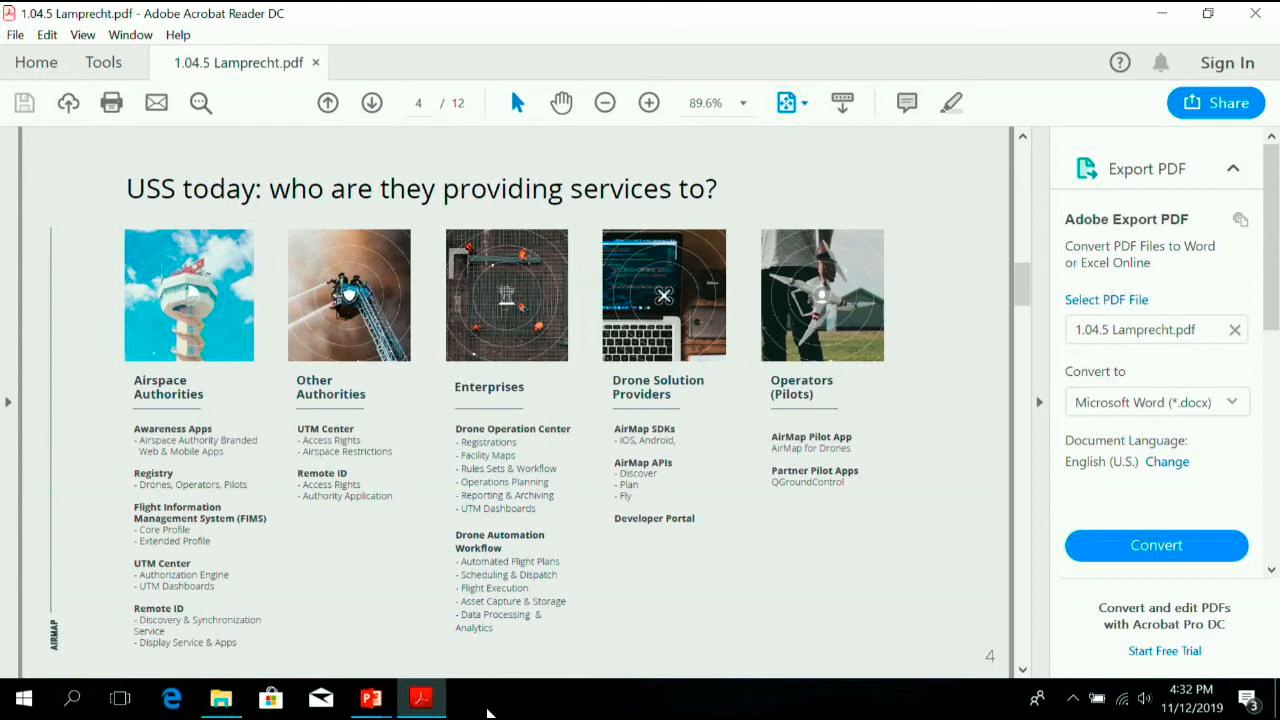 1.04.5 Lamprecht.pdf - Adobe Acrobat Reader DC
File Edit View Window Help
Home Tools 1.04.5 Lamprecht.pdf × Sign In
4 / 12 89.6% Share
USS today: who are they providing services to?
Airspace
Authorities
Awareness Apps
- Airspace Authority Branded
Web & Mobile Apps
Registry
- Drones, Operators, Pilots
Flight Information
Management System (FIMS)
- Core Profile
- Extended Profile
UTM Center
- Authorization Engine
- UTM Dashboards
Remote ID
- Discovery & Synchronization
Service
- Display Service & Apps
Other
Authorities
UTM Center
- Access Rights
- Airspace Restrictions
Remote ID
- Access Rights
- Authority Application
Enterprises
Drone Operation Center
- Registrations
- Facility Maps
- Rules Sets & Workflow
- Operations Planning
- Reporting & Archiving
- UTM Dashboards
Drone Automation
Workflow
- Automated Flight Plans
- Scheduling & Dispatch
- Flight Execution
- Asset Capture & Storage
- Data Processing &
Analytics
Drone Solution
Providers
AirMap SDKs
- iOS, Android,
AirMap APIs
- Discover
- Plan
- Fly
Developer Portal
Operators
(Pilots)
AirMap Pilot App
AirMap for Drones
Partner Pilot Apps
QGroundControl
AIRMAP
4
Export PDF
Adobe Export PDF
Convert PDF Files to Word
or Excel Online
Select PDF File
1.04.5 Lamprecht.pdf
Convert to
Microsoft Word (*.docx)
Document Language:
English (U.S.) Change
Convert
Convert and edit PDFs
with Acrobat Pro DC
Start Free Trial
4:32 PM
11/12/2019
3